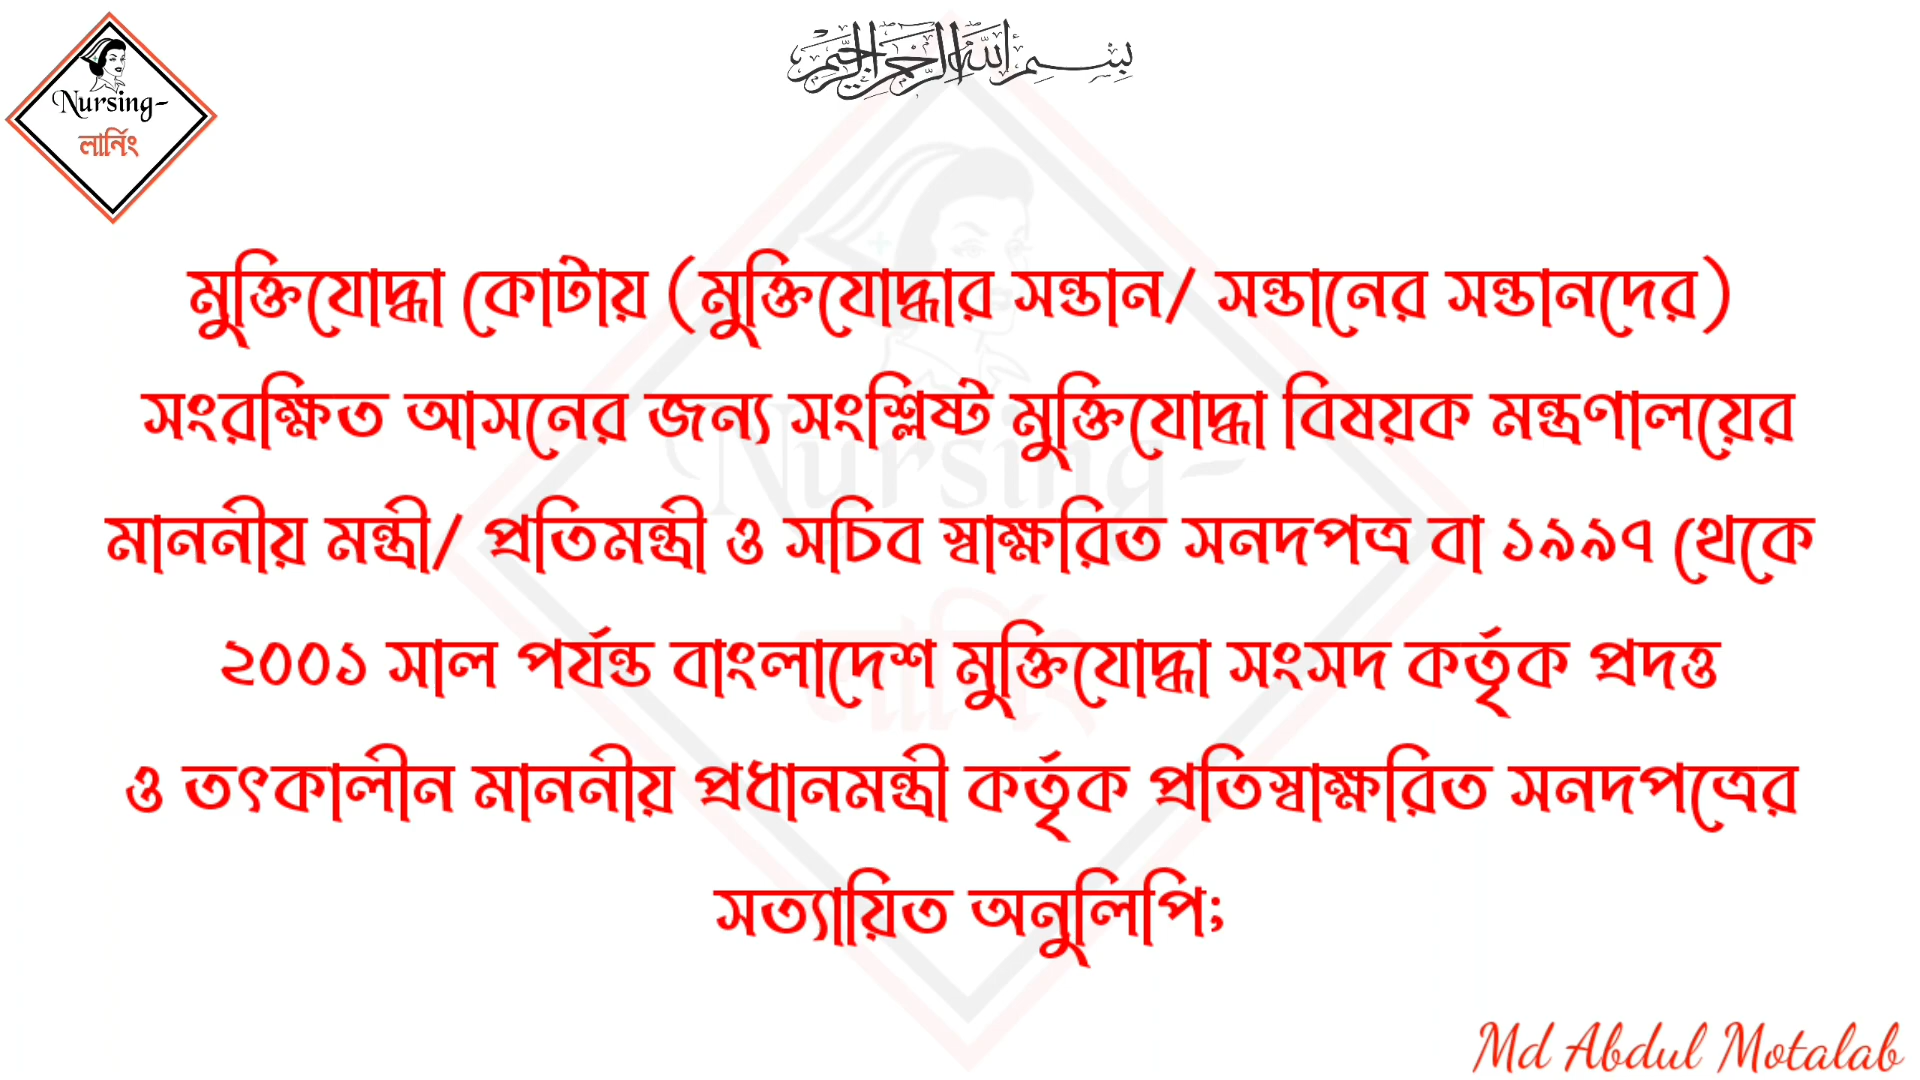 بسم الله الرحمن الرحيم
Nursing-
লার্নিং
মুক্তিযোদ্ধা কোটায় (মুক্তিযোদ্ধার সন্তান/ সন্তানের সন্তানদের)
সংরক্ষিত আসনের জন্য সংশ্লিষ্ট মুক্তিযোদ্ধা বিষয়ক মন্ত্রণালয়ের
মাননীয় মন্ত্রী/ প্রতিমন্ত্রী ও সচিব স্বাক্ষরিত সনদপত্র বা ১৯৯৭ থেকে
২০০১ সাল পর্যন্ত বাংলাদেশ মুক্তিযোদ্ধা সংসদ কর্তৃক প্রদত্ত
ও তৎকালীন মাননীয় প্রধানমন্ত্রী কর্তৃক প্রতিস্বাক্ষরিত সনদপত্রের
সত্যায়িত অনুলিপি;
Nursing-
লার্নিং
Md Abdul Motalab